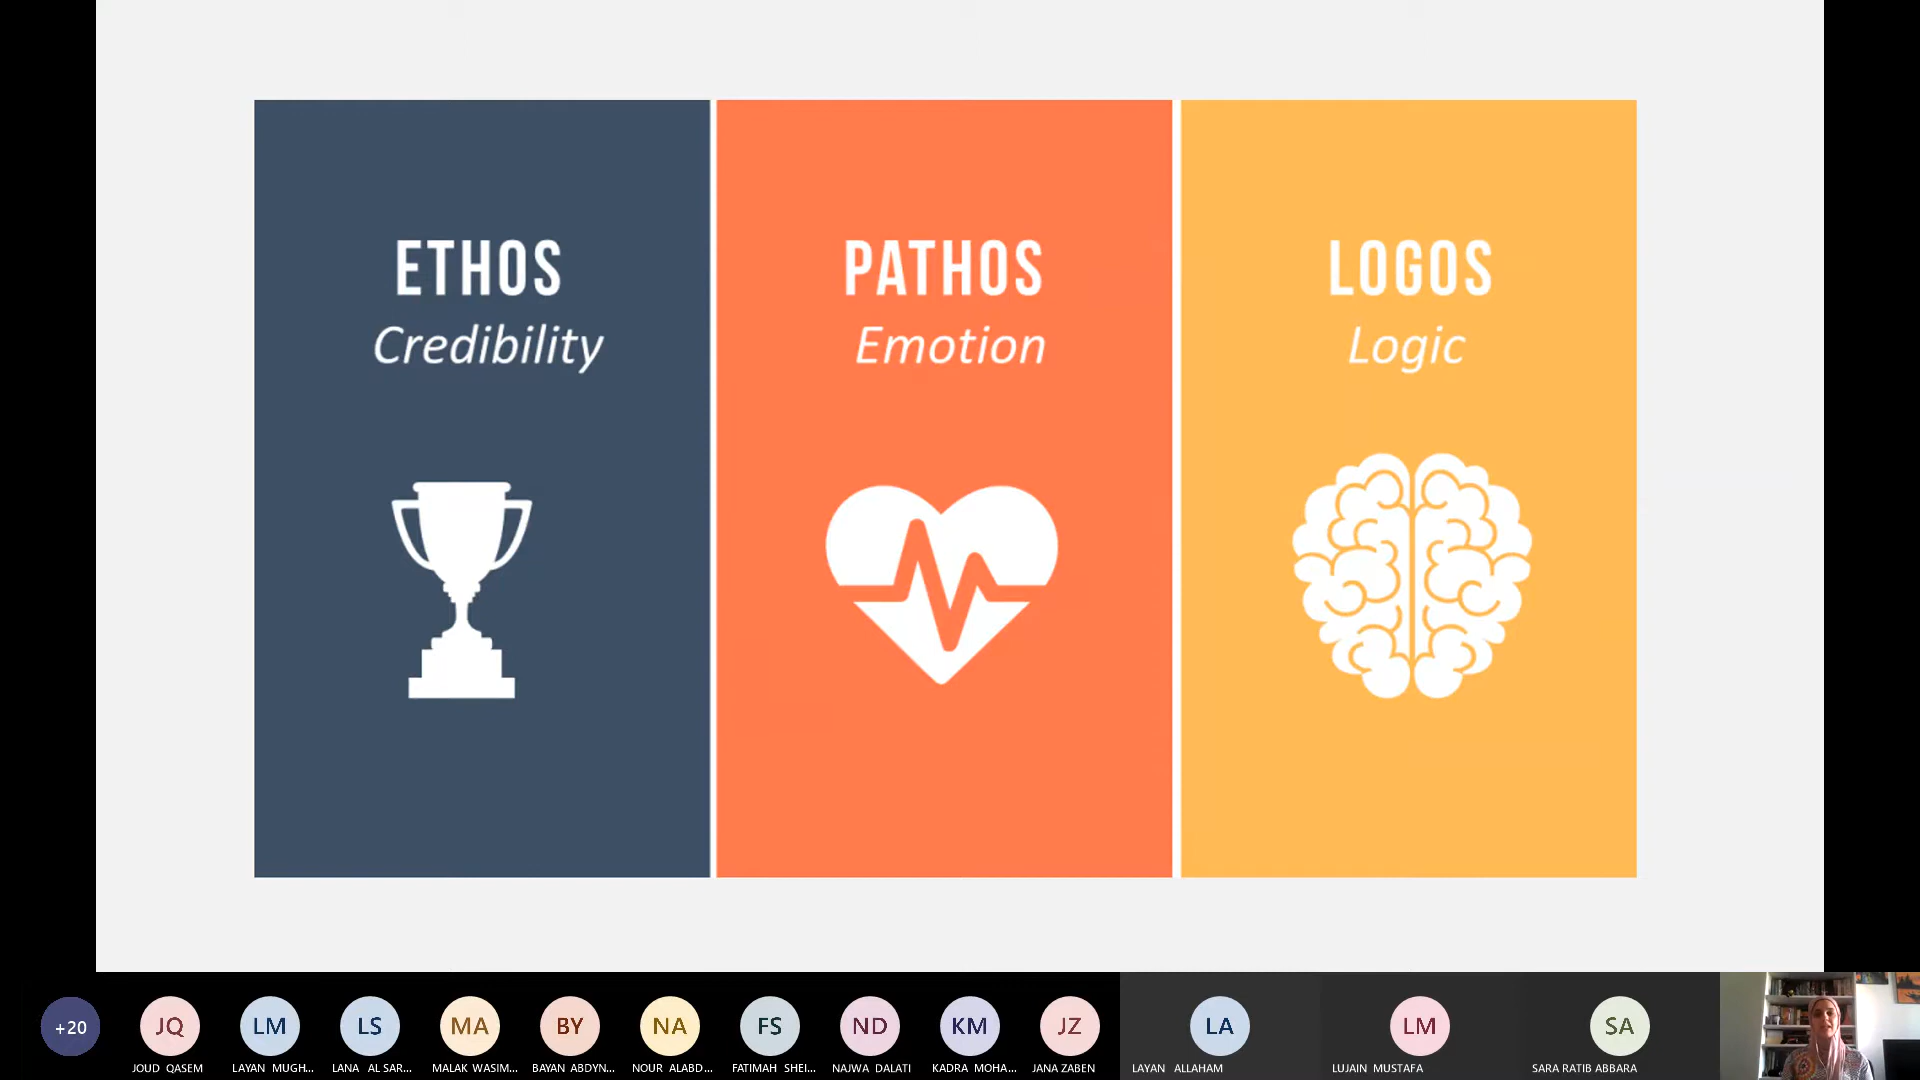 ETHOS
Credibility
PATHOS
Emotion
LOGOS
Logic
+20
JQ
JOUD QASEM
LM
LAYAN MUGH...
LS
LANA AL SAR...
MA
MALAK WASIM...
BY
BAYAN ABDYN...
NA
NOUR ALABD...
FS
FATIMAH SHEI...
ND
NAJWA DALATI
KM
KADRA MOHA...
JZ
JANA ZABEN
LA
LAYAN ALLAHAM
LM
LUJAIN MUSTAFA
SA
SARA RATIB ABBARA